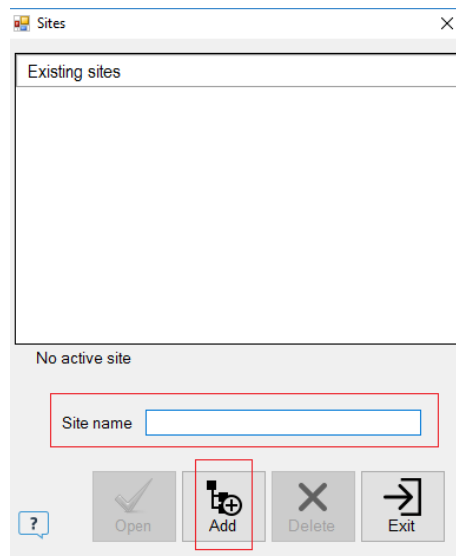 Sites
Existing sites
No active site
Site name
Open Add Delete Exit
?